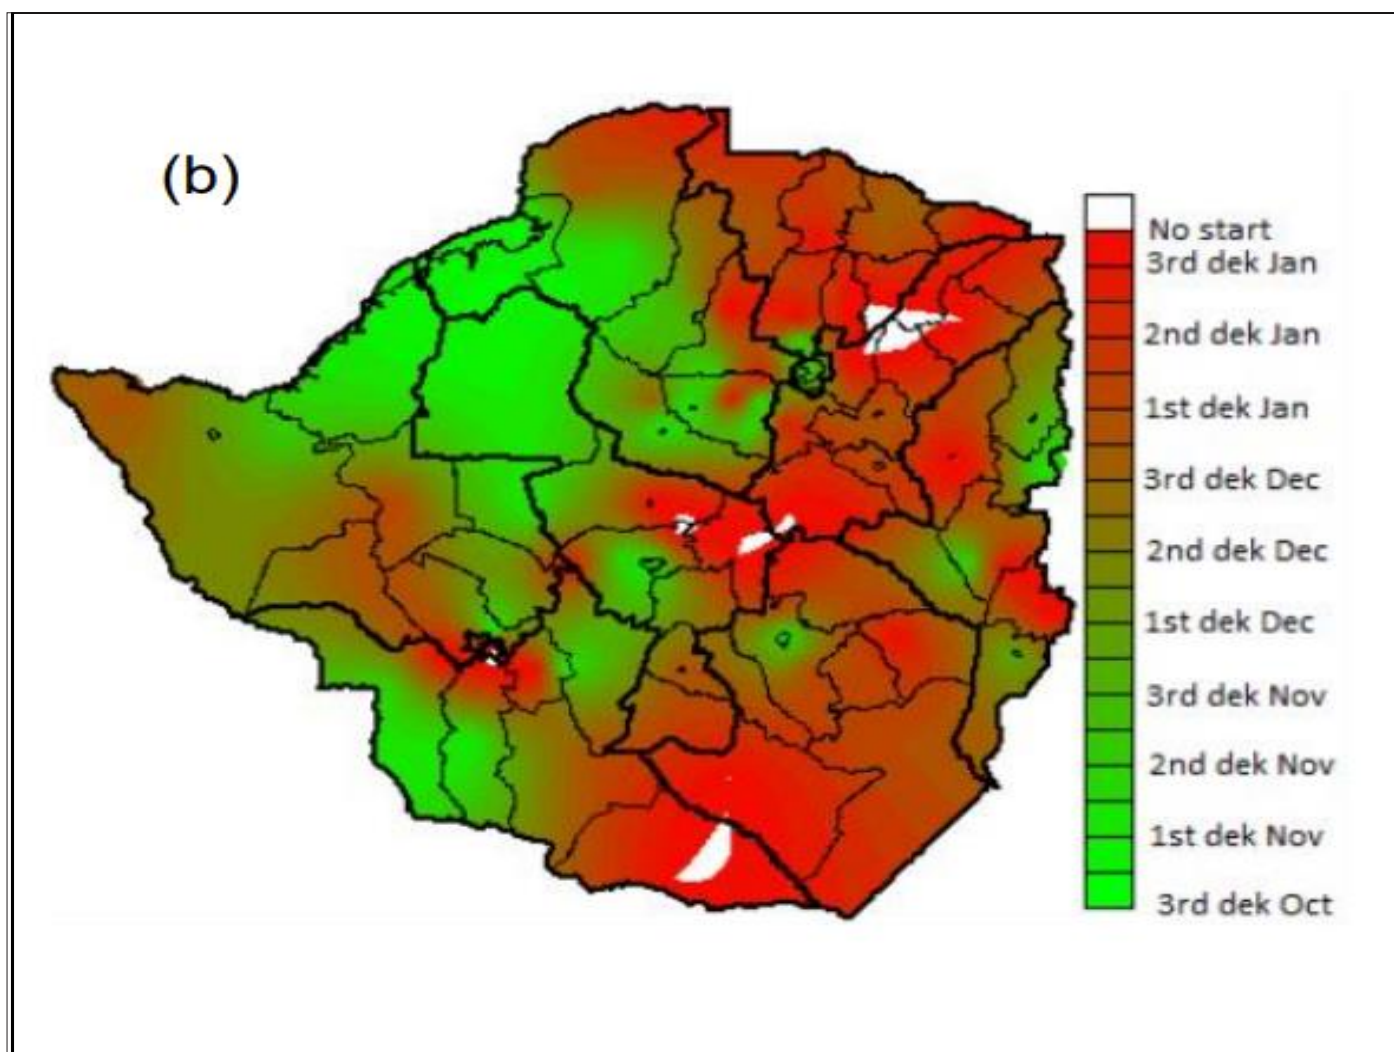 (b)
No start
3rd dek Jan
2nd dek Jan
1st dek Jan
3rd dek Dec
2nd dek Dec
1st dek Dec
3rd dek Nov
2nd dek Nov
1st dek Nov
3rd dek Oct